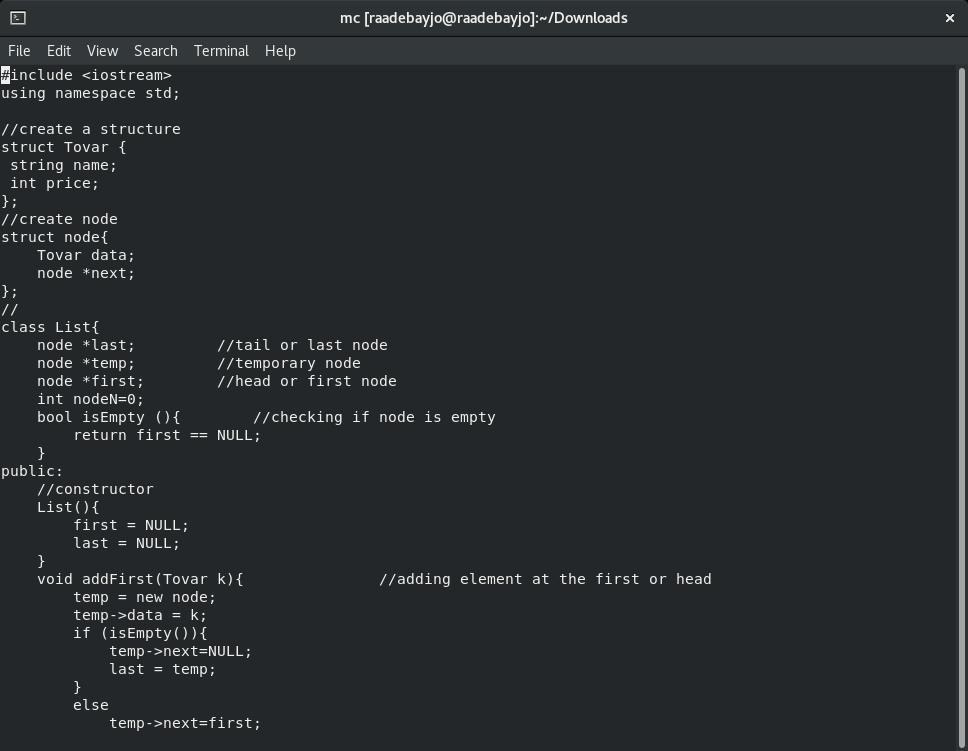 mc [raadebayjo@raadebayjo]:~/Downloads
File Edit View Search Terminal Help
#include <iostream>
using namespace std;

//create a structure
struct Tovar {
 string name;
 int price;
};
//create node
struct node{
    Tovar data;
    node *next;
};
//
class List{
    node *last;         //tail or last node
    node *temp;         //temporary node
    node *first;        //head or first node
    int nodeN=0;
    bool isEmpty (){        //checking if node is empty
        return first == NULL;
    }
public:
    //constructor
    List(){
        first = NULL;
        last = NULL;
    }
    void addFirst(Tovar k){               //adding element at the first or head
        temp = new node;
        temp->data = k;
        if (isEmpty()){
            temp->next=NULL;
            last = temp;
        }
        else
            temp->next=first;